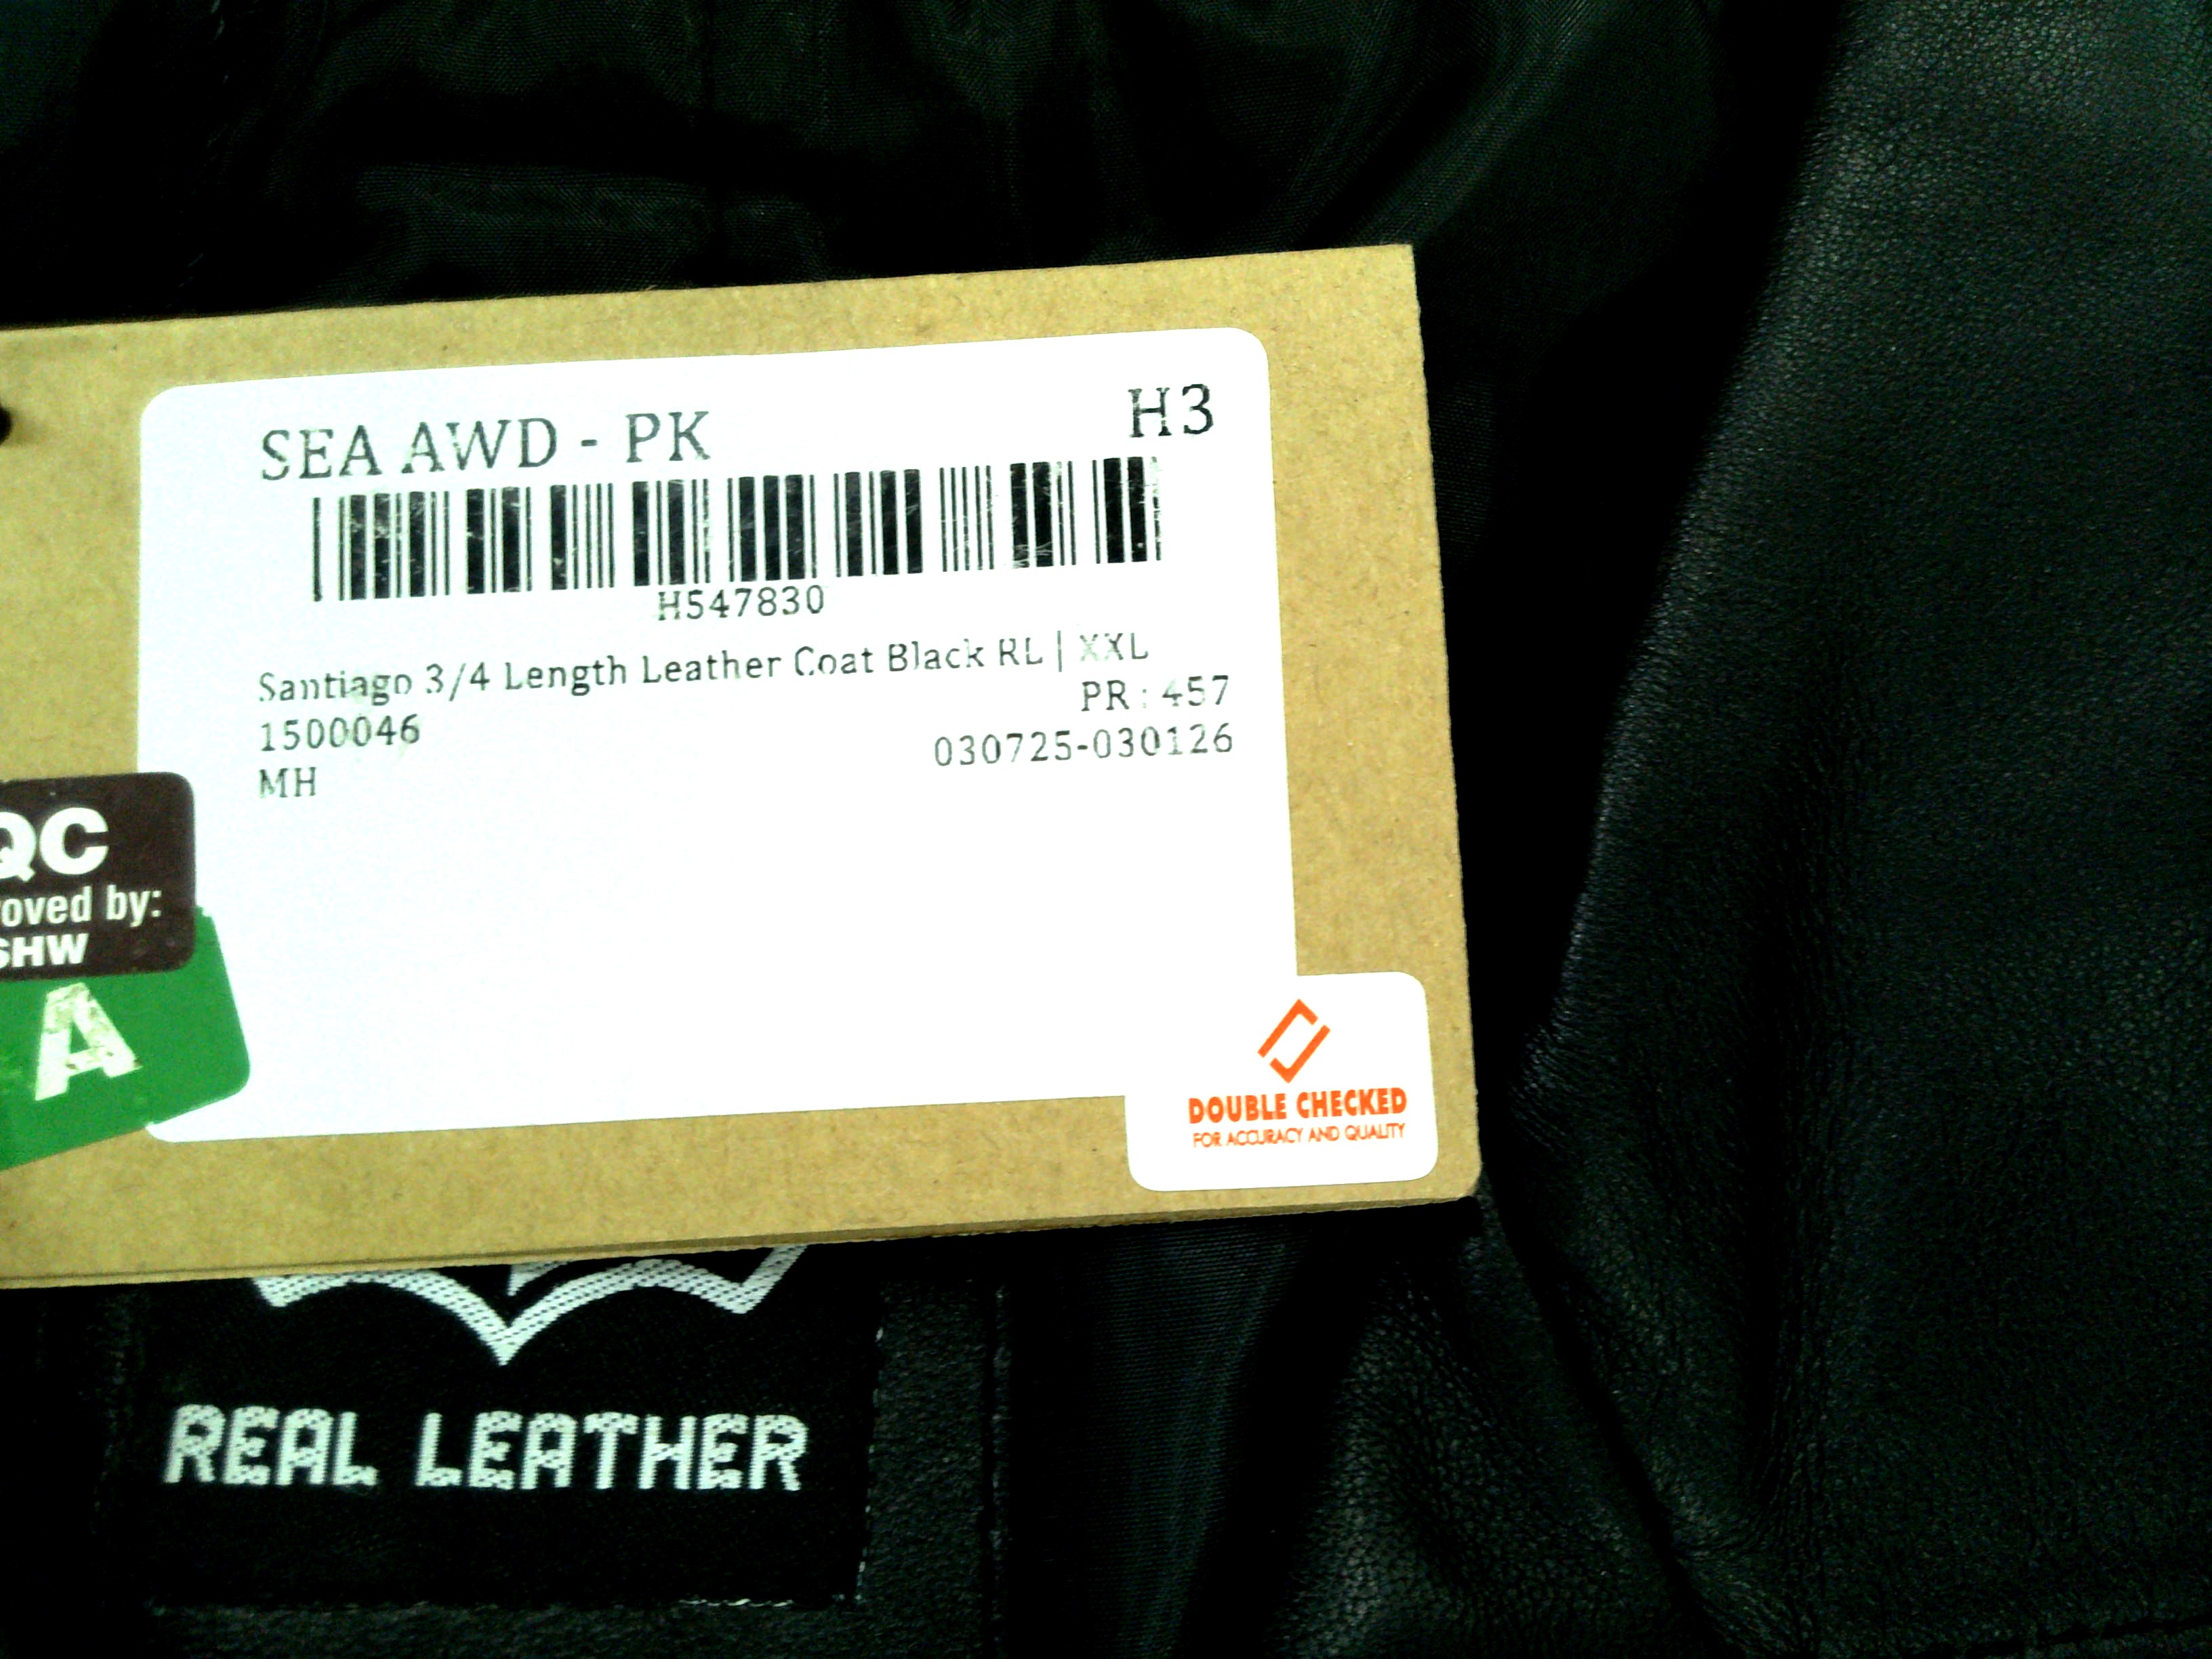 SEA AWD - PK
H3
H547830
Santiago 3/4 Length Leather Coat Black RL | XXL
PR : 457
1500046
030725-030126
MH
QC
oved by:
SHW
A
DOUBLE CHECKED
FOR ACCURACY AND QUALITY
REAL LEATHER